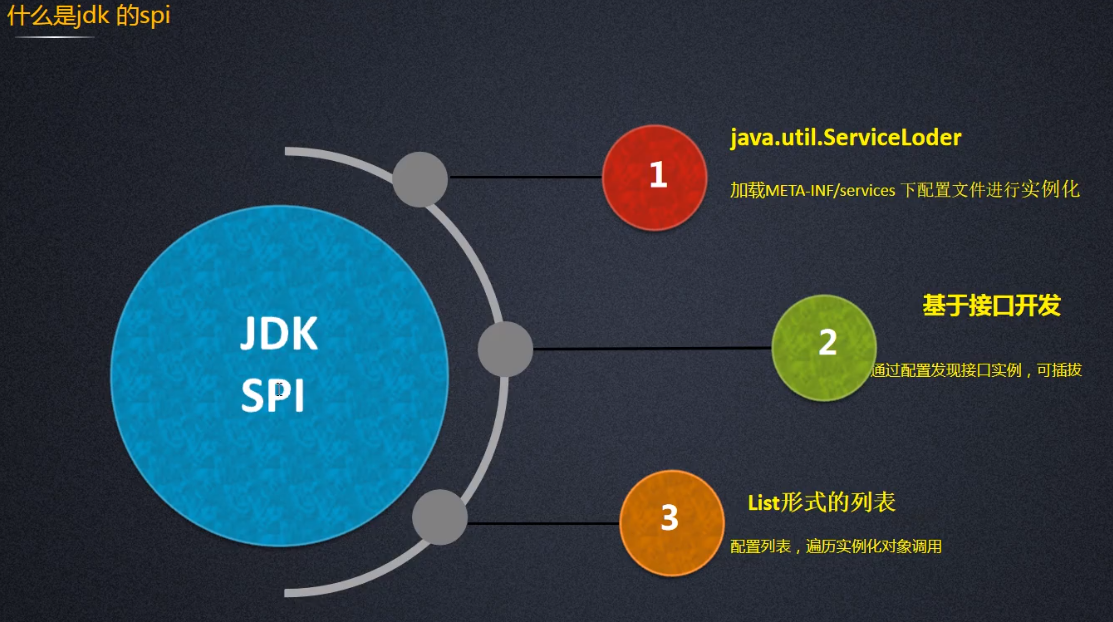 什么是jdk 的spi
JDK
SPI
1
java.util.ServiceLoder
加载META-INF/services 下配置文件进行实例化
2
基于接口开发
通过配置发现接口实例，可插拔
3
List形式的列表
配置列表，遍历实例化对象调用